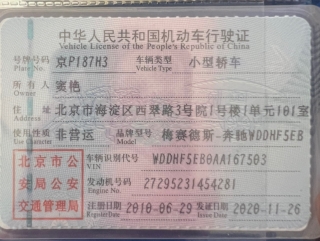 中华人民共和国机动车行驶证
Vehicle License of the People's Republic of China
号牌号码 京P187H3 车辆类型 小型轿车
Plate No. Vehicle Type
所有人 窦艳
Owner
住址 北京市海淀区西翠路3号院1号楼1单元101室
Address
使用性质 非营运 品牌型号 梅赛德斯-奔驰WDDHF5EB
Use Character Model
北京市公安局公安交通管理局
车辆识别代号 WDDHF5EB0AA167503
VIN
发动机号码 27295231454281
Engine No.
注册日期 2010-06-29 发证日期 2020-11-26
Register Date Issue Date